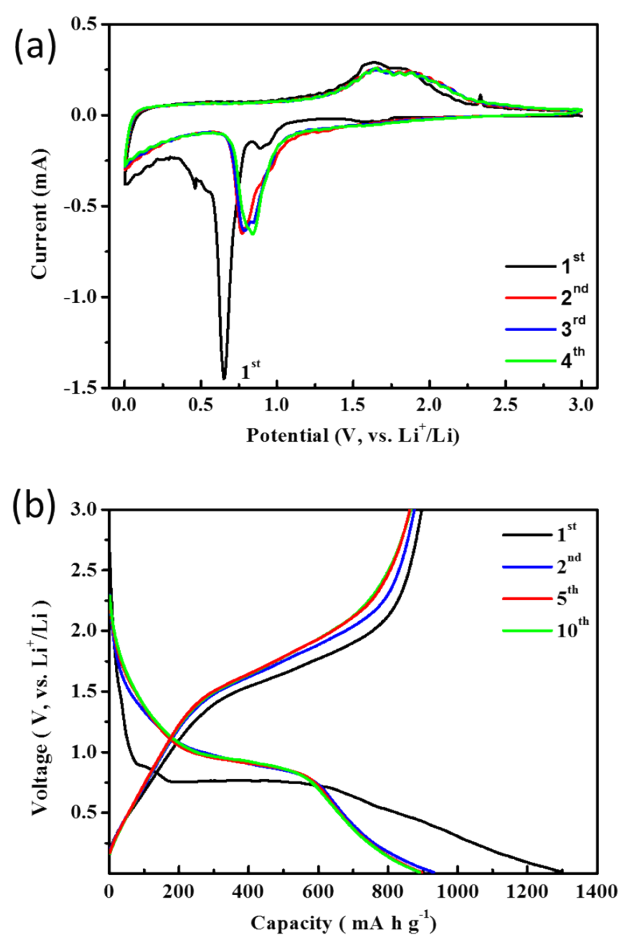 (a)
0.5
0.0
-0.5
-1.0
-1.5
Current (mA)
1st
1st
2nd
3rd
4th
0.0 0.5 1.0 1.5 2.0 2.5 3.0
Potential (V, vs. Li+/Li)
(b)
3.0
2.5
2.0
1.5
1.0
0.5
Voltage ( V, vs. Li+/Li)
1st
2nd
5th
10th
0 200 400 600 800 1000 1200 1400
Capacity ( mA h g-1)